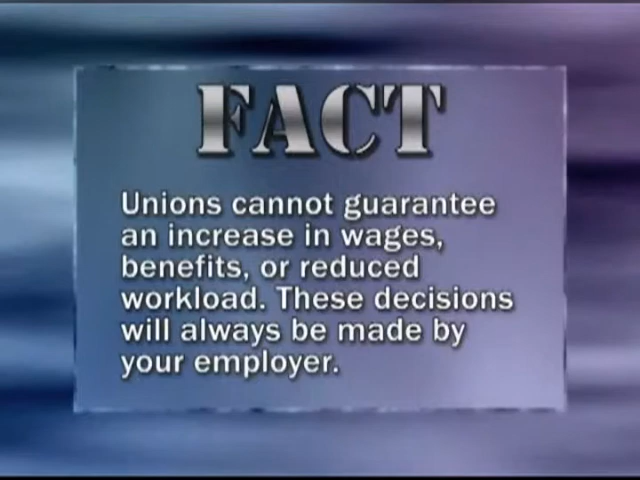 FACT
Unions cannot guarantee
an increase in wages,
benefits, or reduced
workload. These decisions
will always be made by
your employer.